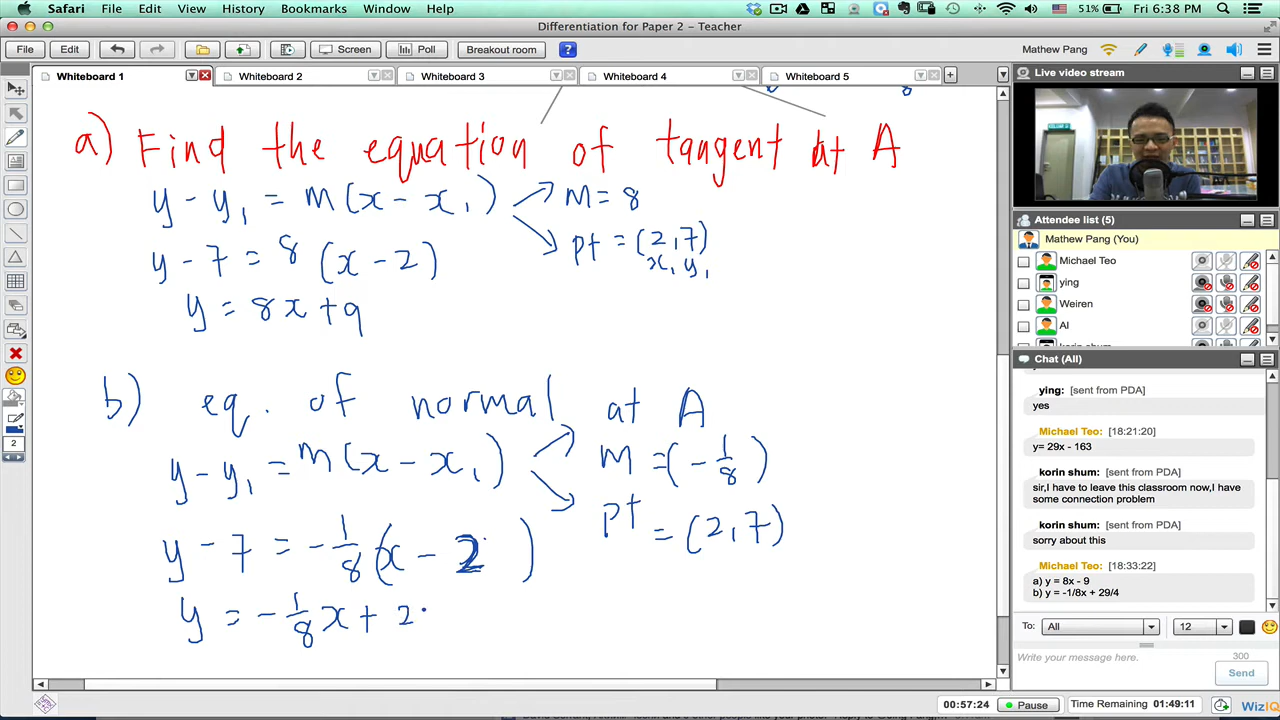 Safari File Edit View History Bookmarks Window Help 51% Fri 6:38 PM
Differentiation for Paper 2 - Teacher
File Edit Screen Poll Breakout room ? Mathew Pang
Whiteboard 1 Whiteboard 2 Whiteboard 3 Whiteboard 4 Whiteboard 5
a) Find the equation of tangent at A
y - y₁ = m(x - x₁) m = 8
pt = (2,7)
x₁ y₁
y - 7 = 8 (x - 2)
y = 8x + 9
b) eq. of normal at A
y - y₁ = m(x - x₁) m = (-1/8)
pt = (2,7)
y - 7 = -1/8(x - 2)
y = -1/8x + 2
2
Live video stream
Attendee list (5)
Mathew Pang (You)
Michael Teo
ying
Weiren
Al
korin shum
Chat (All)
ying: [sent from PDA]
yes
Michael Teo: [18:21:20]
y= 29x - 163
korin shum: [sent from PDA]
sir,I have to leave this classroom now,I have
some connection problem
korin shum: [sent from PDA]
sorry about this
Michael Teo: [18:33:22]
a) y = 8x - 9
b) y = -1/8x + 29/4
To: All 12
Write your message here. 300
Send
00:57:24 Pause Time Remaining 01:49:11 WizIQ